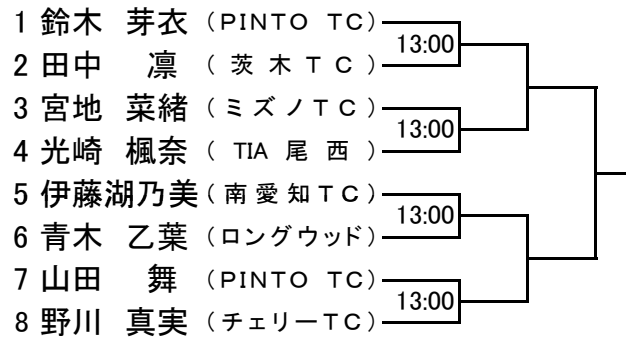 1 鈴木 芽衣 (PINTO TC)
13:00
2 田中 凛 (茨木TC)
3 宮地 菜緒 (ミズノTC)
13:00
4 光崎 楓奈 (TIA 尾西)
5 伊藤湖乃美 (南愛知TC)
13:00
6 青木 乙葉 (ロングウッド)
7 山田 舞 (PINTO TC)
13:00
8 野川 真実 (チェリーTC)